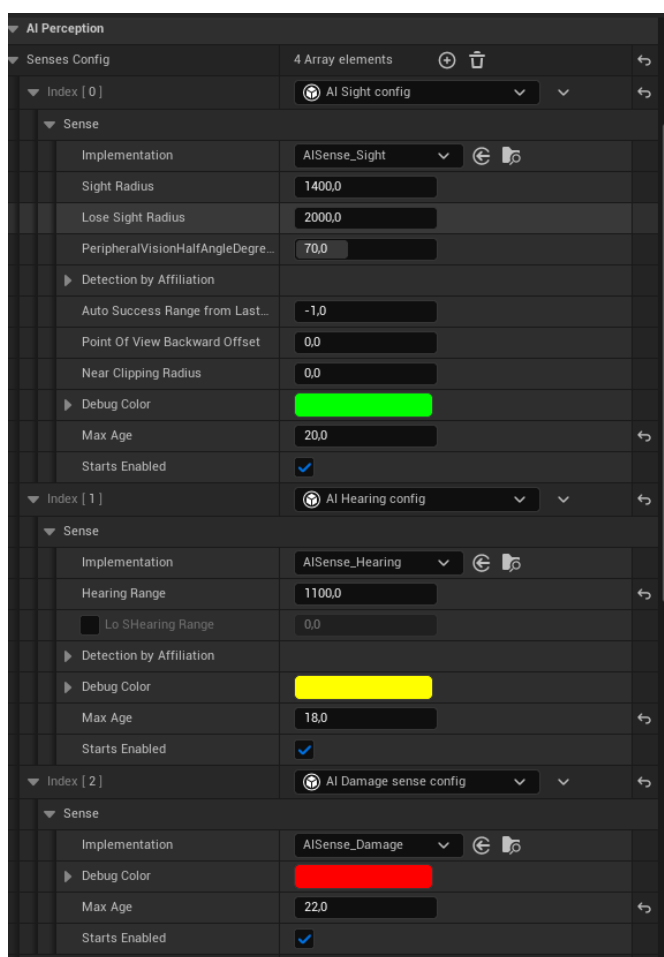 AI Perception
Senses Config 4 Array elements
Index [ 0 ] AI Sight config
Sense
Implementation AISense_Sight
Sight Radius 1400,0
Lose Sight Radius 2000,0
PeripheralVisionHalfAngleDegre... 70,0
Detection by Affiliation
Auto Success Range from Last... -1,0
Point Of View Backward Offset 0,0
Near Clipping Radius 0,0
Debug Color
Max Age 20,0
Starts Enabled
Index [ 1 ] AI Hearing config
Sense
Implementation AISense_Hearing
Hearing Range 1100,0
Lo SHearing Range 0,0
Detection by Affiliation
Debug Color
Max Age 18,0
Starts Enabled
Index [ 2 ] AI Damage sense config
Sense
Implementation AISense_Damage
Debug Color
Max Age 22,0
Starts Enabled